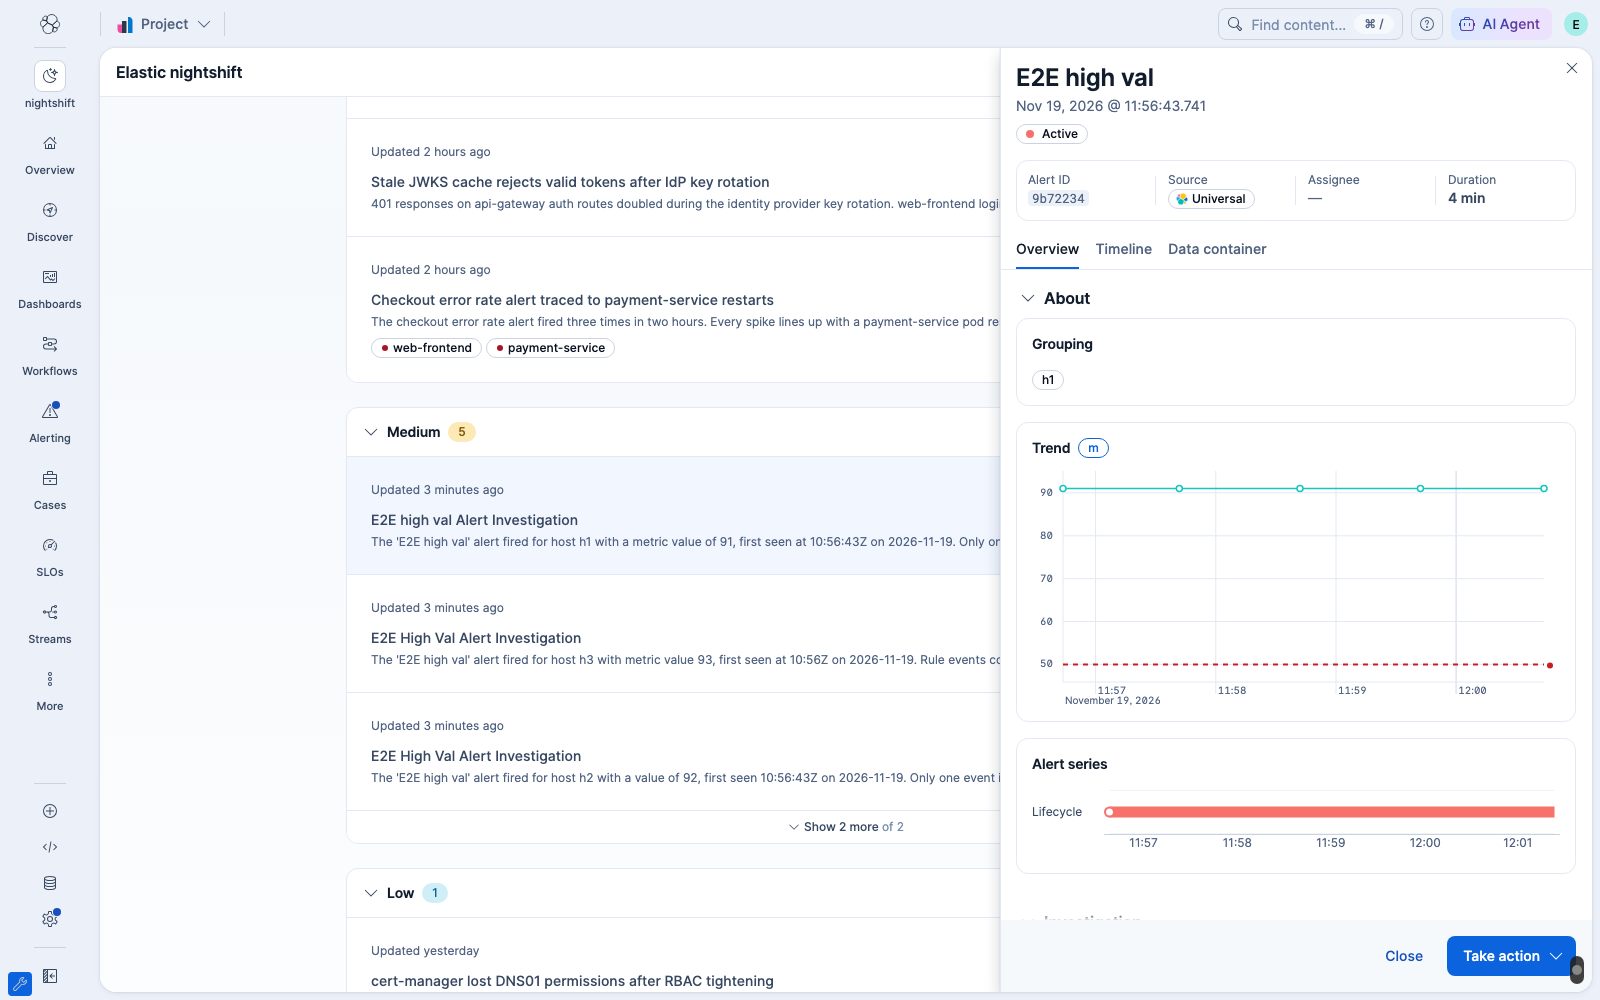 Project
Find content...
⌘ /
AI Agent
E
nightshift
Overview
Discover
Dashboards
Workflows
Alerting
Cases
SLOs
Streams
More
Elastic nightshift
Updated 2 hours ago
Stale JWKS cache rejects valid tokens after IdP key rotation
401 responses on api-gateway auth routes doubled during the identity provider key rotation. web-frontend logi
Updated 2 hours ago
Checkout error rate alert traced to payment-service restarts
The checkout error rate alert fired three times in two hours. Every spike lines up with a payment-service pod re
web-frontend
payment-service
Medium 5
Updated 3 minutes ago
E2E high val Alert Investigation
The 'E2E high val' alert fired for host h1 with a metric value of 91, first seen at 10:56:43Z on 2026-11-19. Only or
Updated 3 minutes ago
E2E High Val Alert Investigation
The 'E2E high val' alert fired for host h3 with metric value 93, first seen at 10:56Z on 2026-11-19. Rule events co
Updated 3 minutes ago
E2E High Val Alert Investigation
The 'E2E high val' alert fired for host h2 with a value of 92, first seen 10:56:43Z on 2026-11-19. Only one event i
Show 2 more of 2
Low 1
Updated yesterday
cert-manager lost DNS01 permissions after RBAC tightening
E2E high val
Nov 19, 2026 @ 11:56:43.741
Active
Alert ID
9b72234
Source
Universal
Assignee
—
Duration
4 min
Overview
Timeline
Data container
About
Grouping
h1
Trend
m
90
80
70
60
50
11:57
11:58
11:59
12:00
November 19, 2026
Alert series
Lifecycle
11:57
11:58
11:59
12:00
12:01
Investigation
Close
Take action